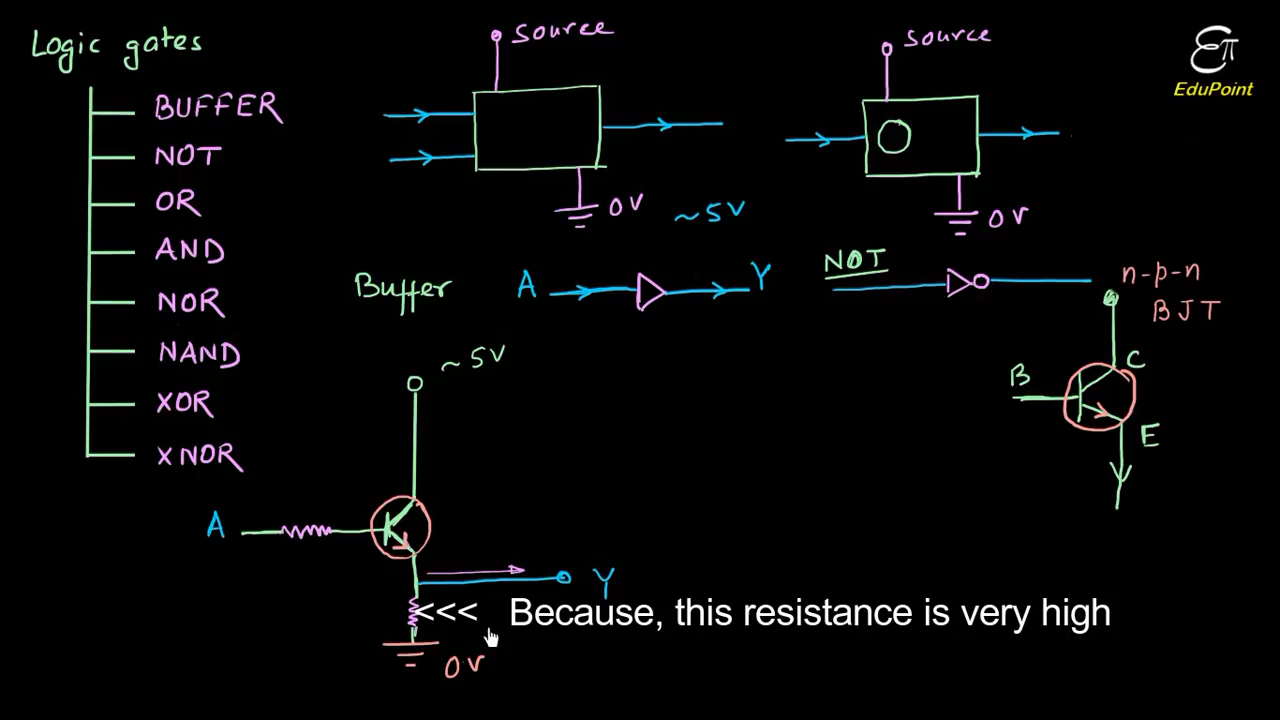 Logic gates
BUFFER
NOT
OR
AND
NOR
NAND
XOR
XNOR
source
0V
~5V
source
0V
επ
EduPoint
Buffer
A
Y
NOT
n-p-n
BJT
B
C
E
~5V
A
Y
<<< Because, this resistance is very high
0V